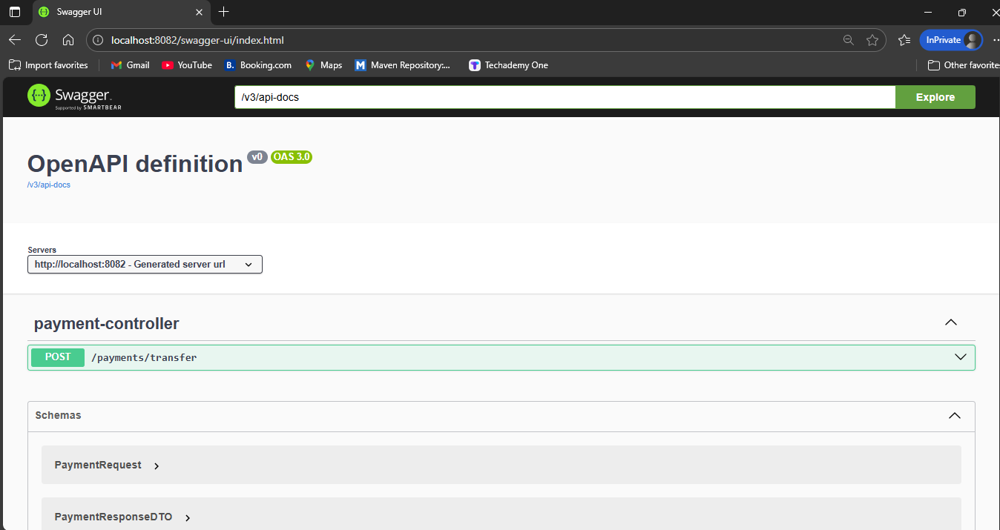 Swagger UI
localhost:8082/swagger-ui/index.html
InPrivate
Import favorites
Gmail
YouTube
B. Booking.com
Maps
M Maven Repository:...
Techademy One
Other favorites
{··} Swagger.
Supported by SMARTBEAR
/v3/api-docs
Explore
OpenAPI definition v0 OAS 3.0
/v3/api-docs
Servers
http://localhost:8082 - Generated server url
payment-controller
POST /payments/transfer
Schemas
PaymentRequest
PaymentResponseDTO